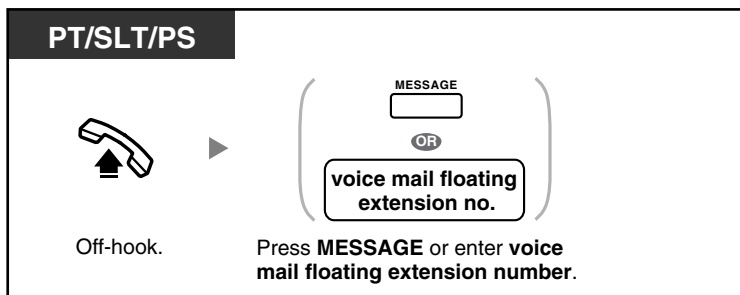 PT/SLT/PS
MESSAGE
OR
voice mail floating
extension no.
Off-hook.
Press MESSAGE or enter voice
mail floating extension number.